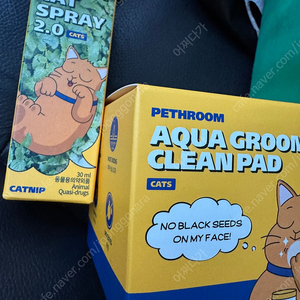 SPRAY
2.0 CATS
30 ml
동물용의약외품
Animal
Quasi-drugs
CATNIP
PETHROOM
AQUA GROOM
CLEAN PAD
CATS
NO BLACK SEEDS
ON MY FACE!